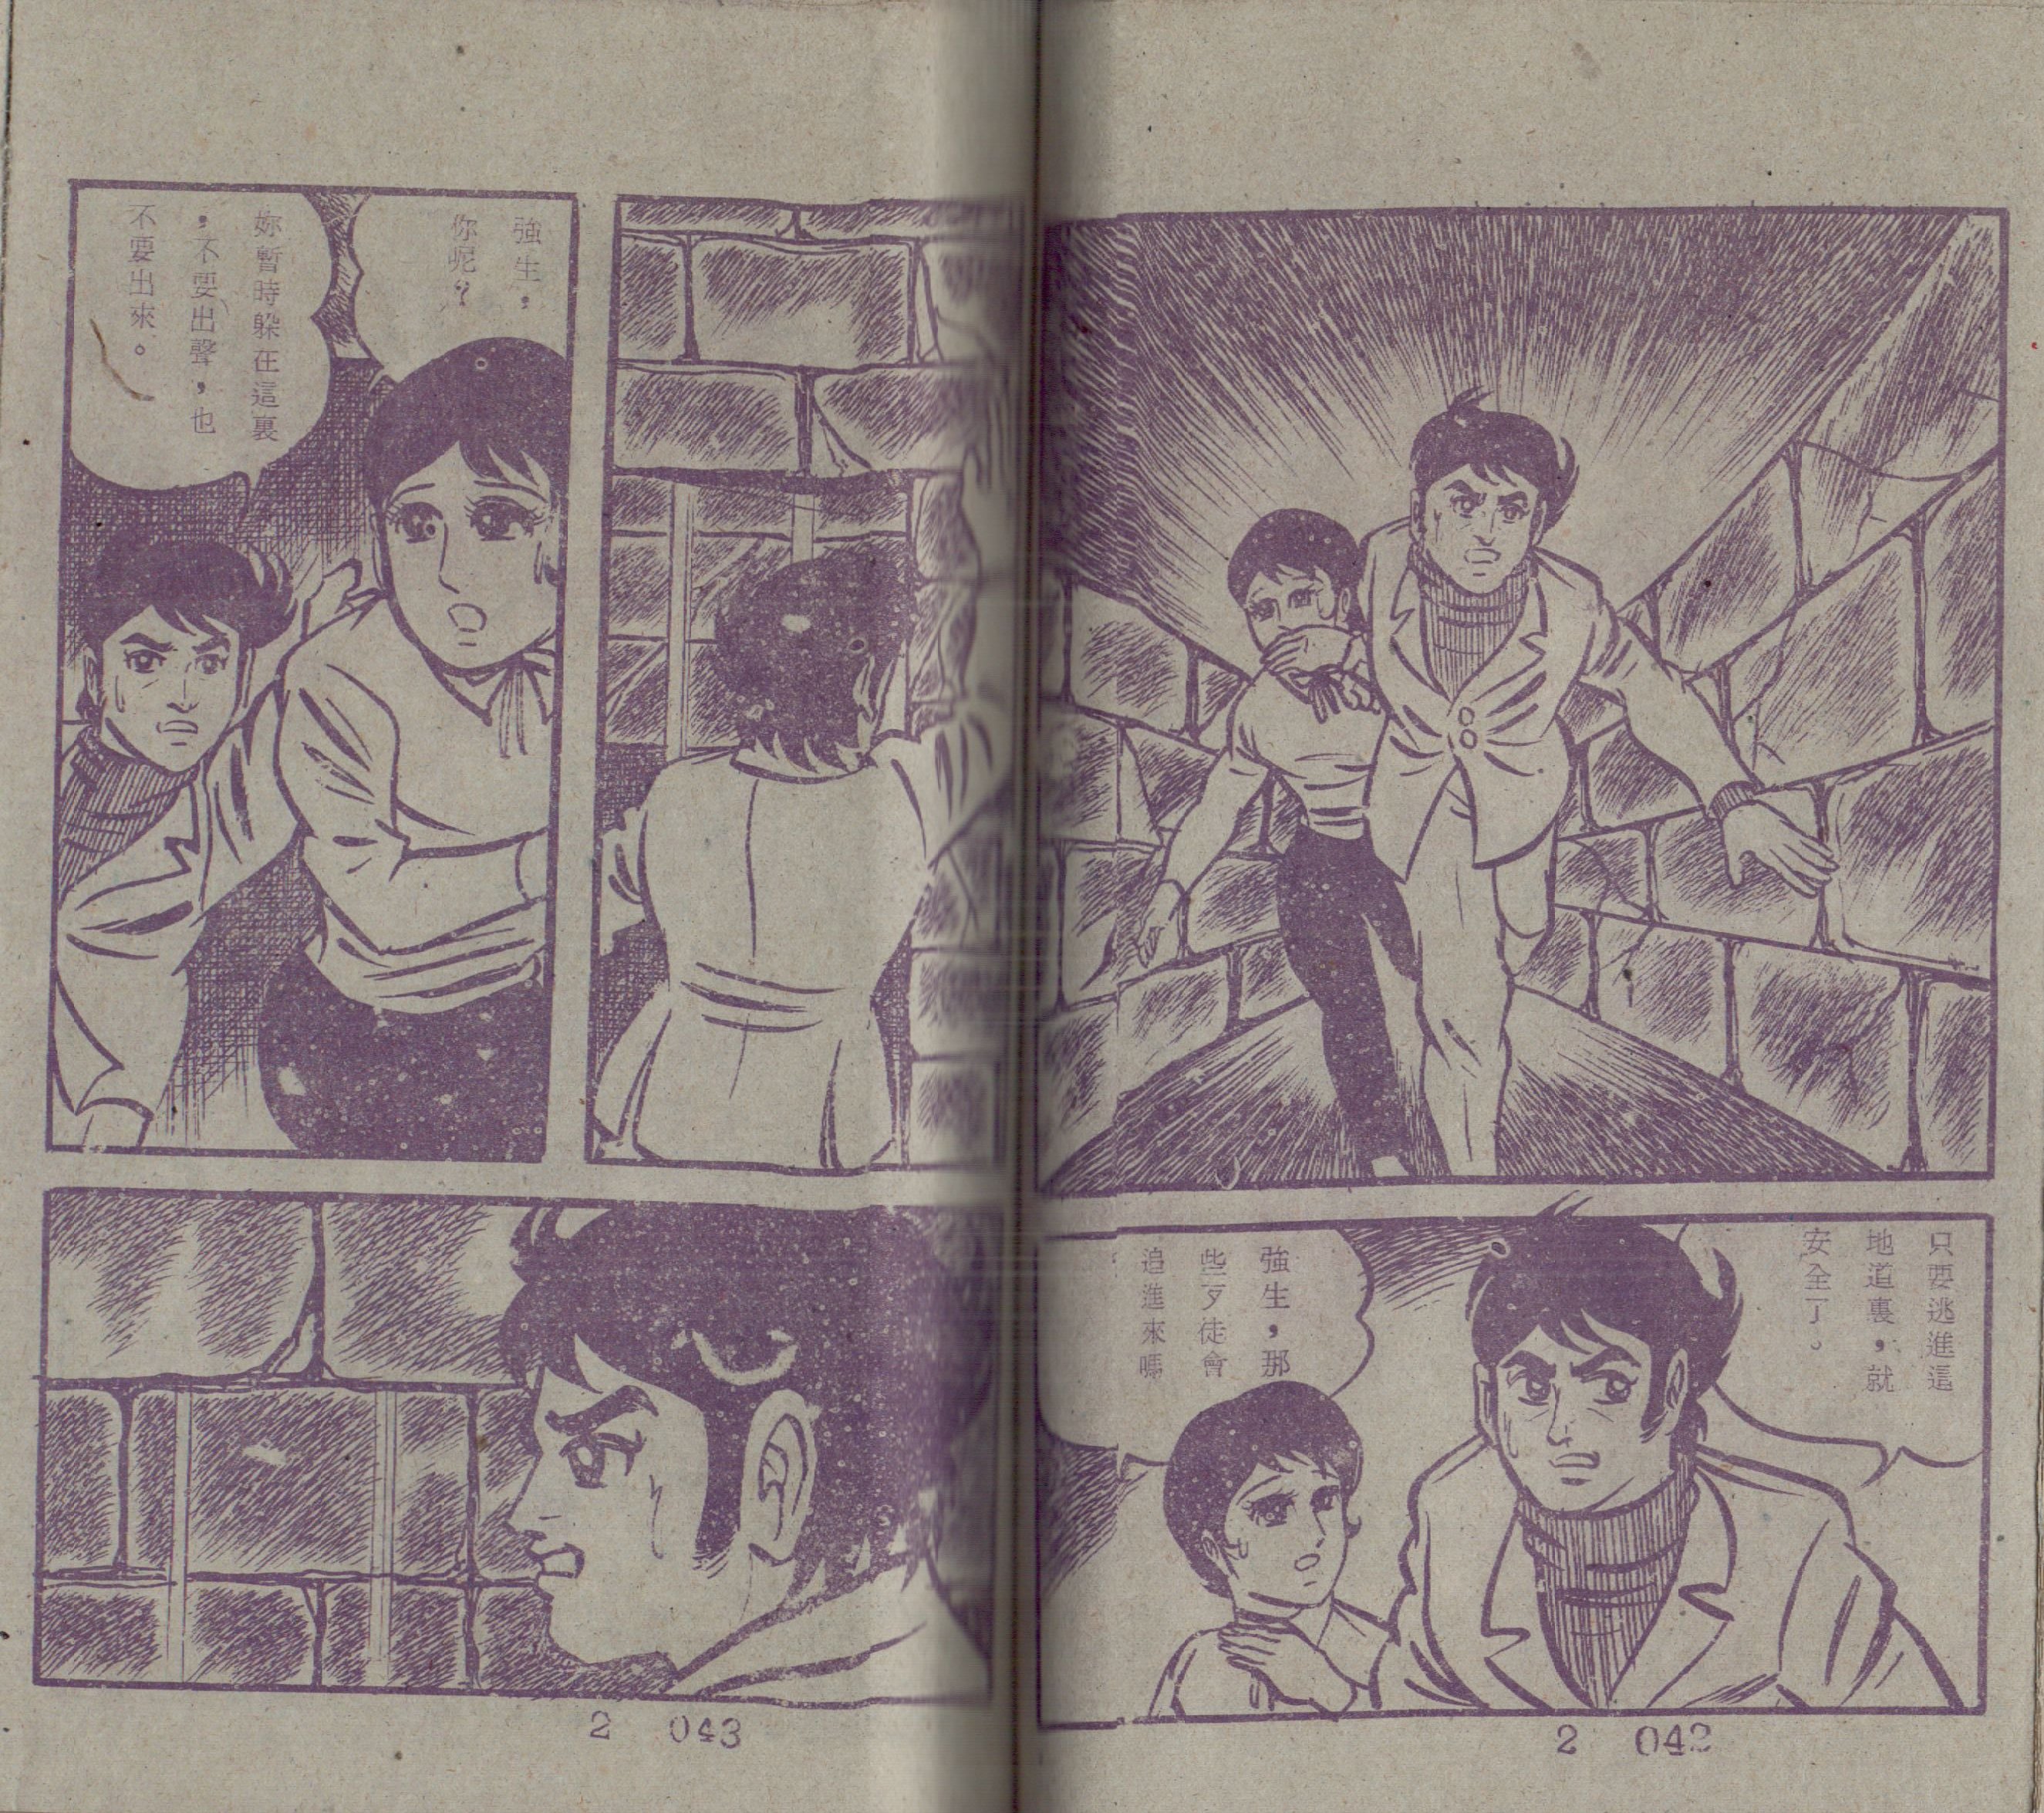 只要逃進這
地道裏，就
安全了。
強生，那
些歹徒會
追進來嗎
2 042
強生，
你呢？
妳暫時躲在這裏
，不要出聲，也
不要出來。
2 043